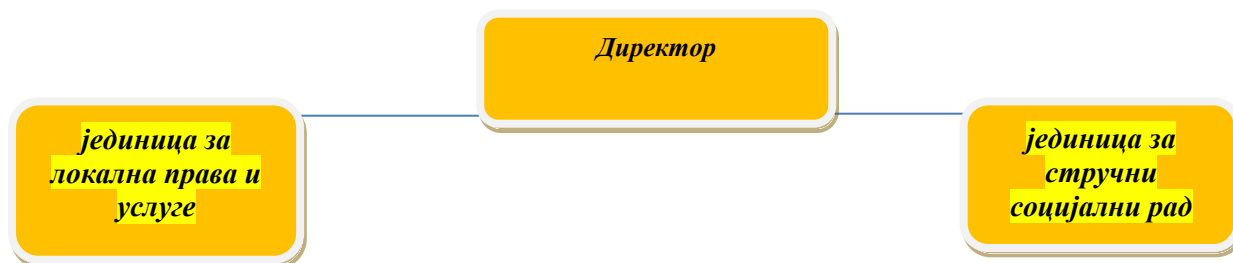 Директор
јединица за
локална права и
услуге
јединица за
стручни
социјални рад